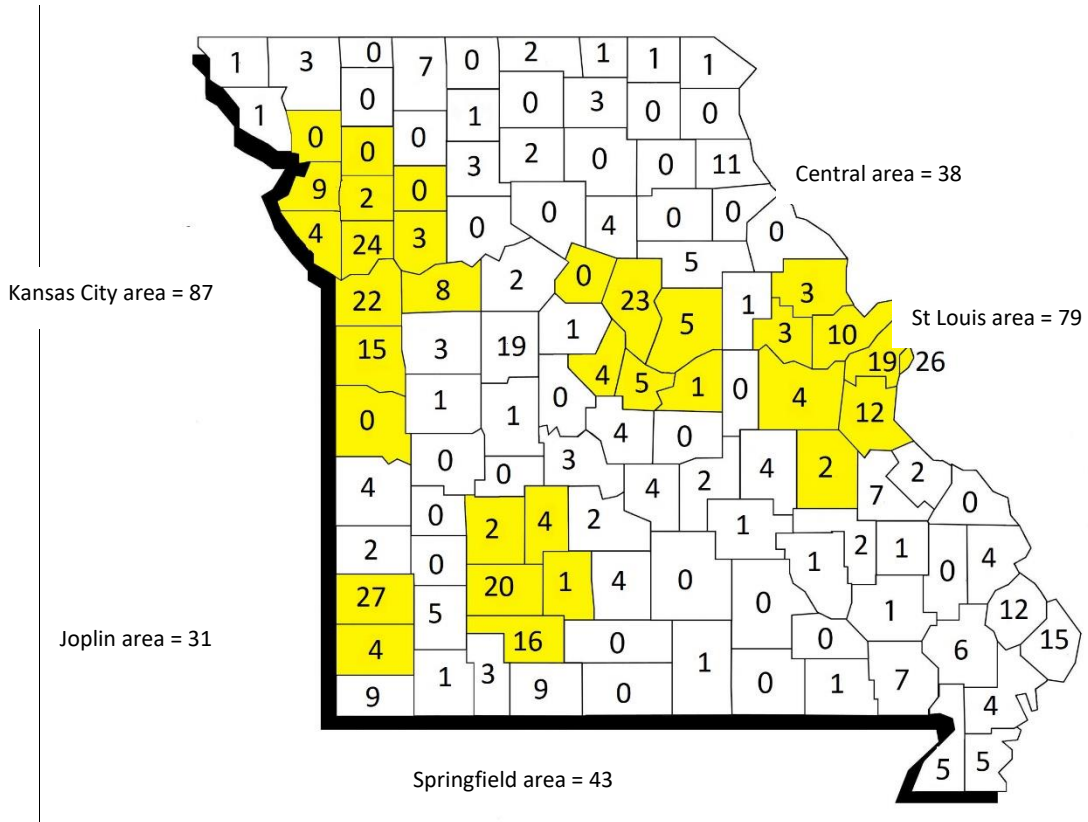 1 3 0 7 0 2 1 1 1
1 0 1 0 3 0 0
0 0 0 3 2 0 0 11
Central area = 38
9 2 0 0 0 4 0 0 0
4 24 3
Kansas City area = 87
22 8 2 0 23 5 5 1 3
St Louis area = 79
15 3 19 1 3 10
4 5 1 0 4 19 26
0 1 1 0 12
4 0 0 3 4 0 4 2 7 2
0 2 4 2 4 2 1 0
2 0 1 2 1 0 4
27 20 1 4 0 0 1 12
5
Joplin area = 31
4 16 0 0 6 15
9 1 3 9 0 1 0 1 7 4
Springfield area = 43
5 5